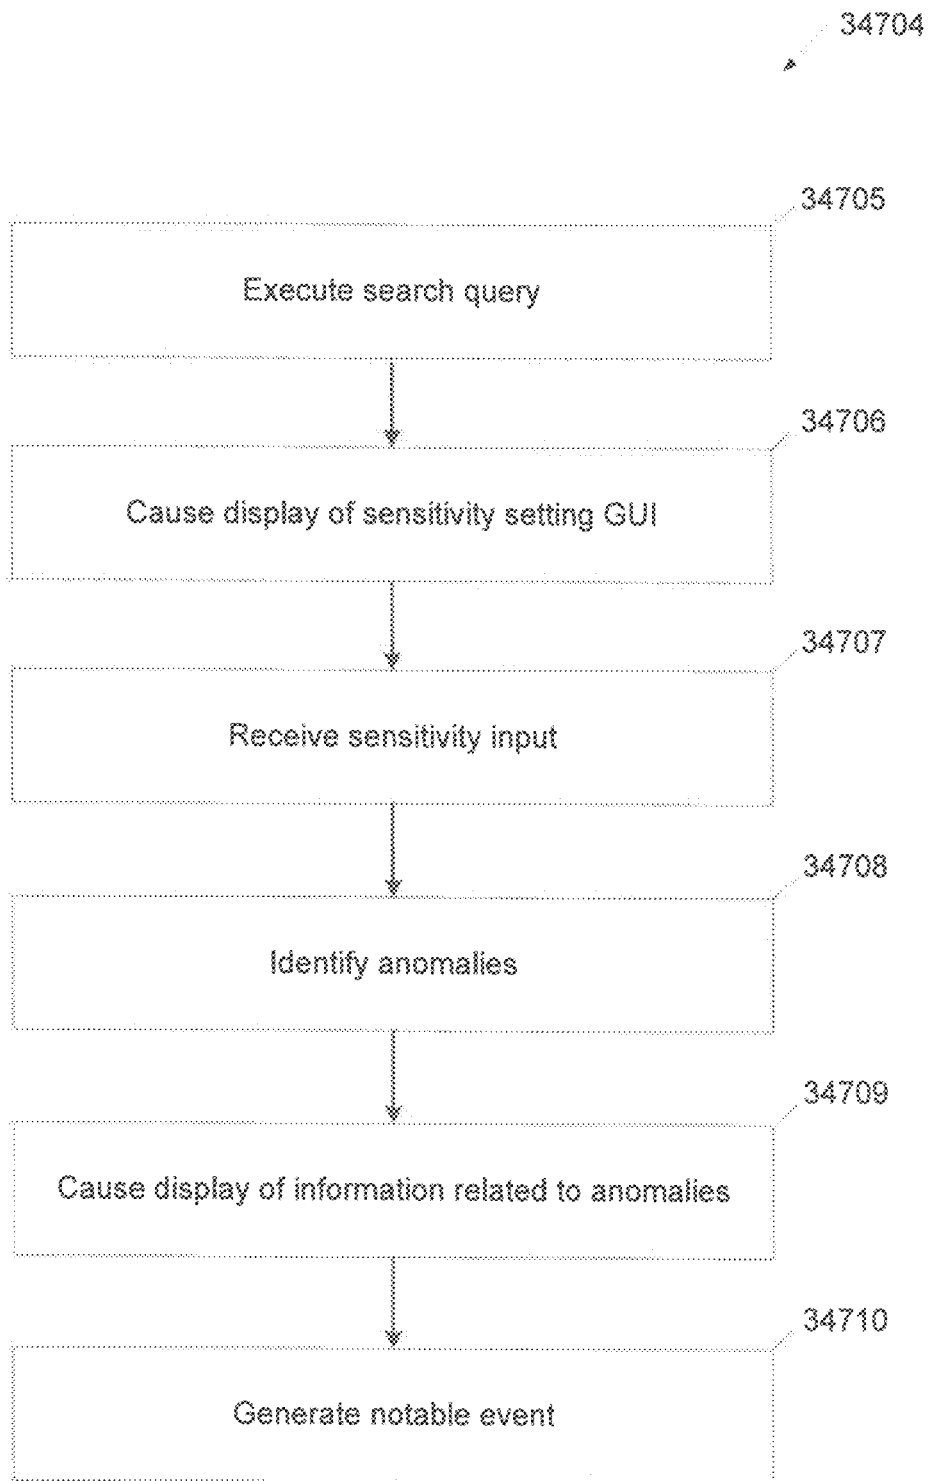 34704
34705
Execute search query
34706
Cause display of sensitivity setting GUI
34707
Receive sensitivity input
34708
Identify anomalies
34709
Cause display of information related to anomalies
34710
Generate notable event